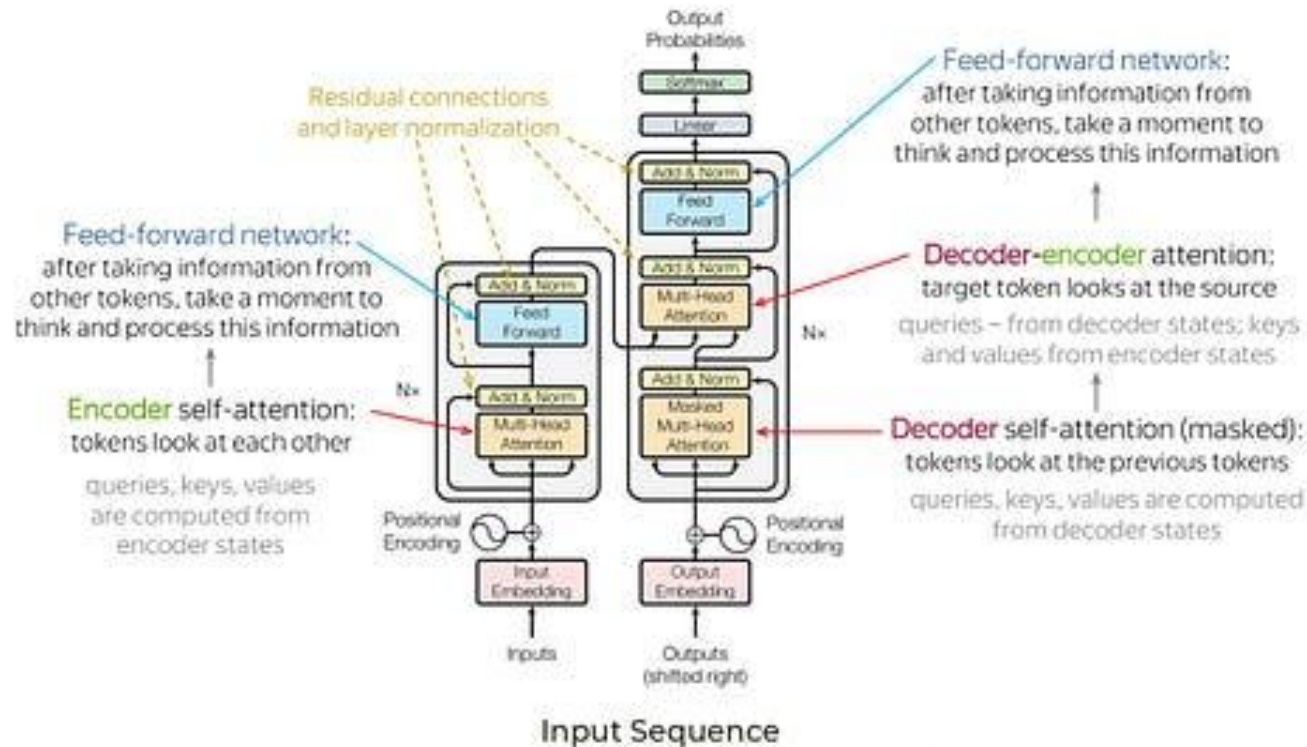 Output
Probabilities
Softmax
Linear
Add & Norm
Feed
Forward
Add & Norm
Multi-Head
Attention
Add & Norm
Masked
Multi-Head
Attention
Nx
Positional
Encoding
Output
Embedding
Outputs
(shifted right)
Residual connections
and layer normalization
Feed-forward network:
after taking information from
other tokens, take a moment to
think and process this information
Encoder self-attention:
tokens look at each other
queries, keys, values
are computed from
encoder states
Add & Norm
Feed
Forward
Nx
Add & Norm
Multi-Head
Attention
Positional
Encoding
Input
Embedding
Inputs
Feed-forward network:
after taking information from
other tokens, take a moment to
think and process this information
Decoder-encoder attention:
target token looks at the source
queries – from decoder states; keys
and values from encoder states
Decoder self-attention (masked):
tokens look at the previous tokens
queries, keys, values are computed
from decoder states
Input Sequence